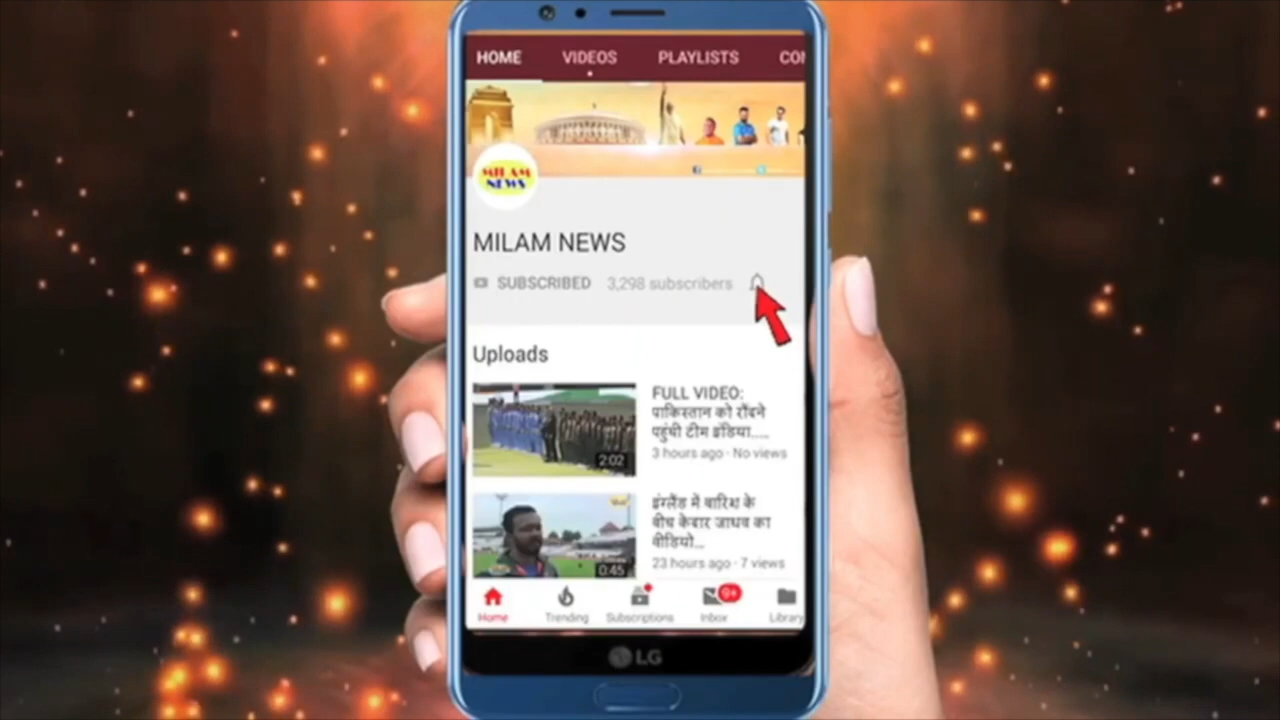 HOME VIDEOS PLAYLISTS CO
MILAM
NEWS
MILAM NEWS
SUBSCRIBED 3,298 subscribers
Uploads
FULL VIDEO:
पाकिस्तान को रौंदने
पहुंची टीम इंडिया.....
3 hours ago · No views
2:02
इंग्लैंड में बारिश के
बीच केदार जाधव का
वीडियो...
23 hours ago · 7 views
0:45
9+
Home Trending Subscriptions Inbox Library
LG